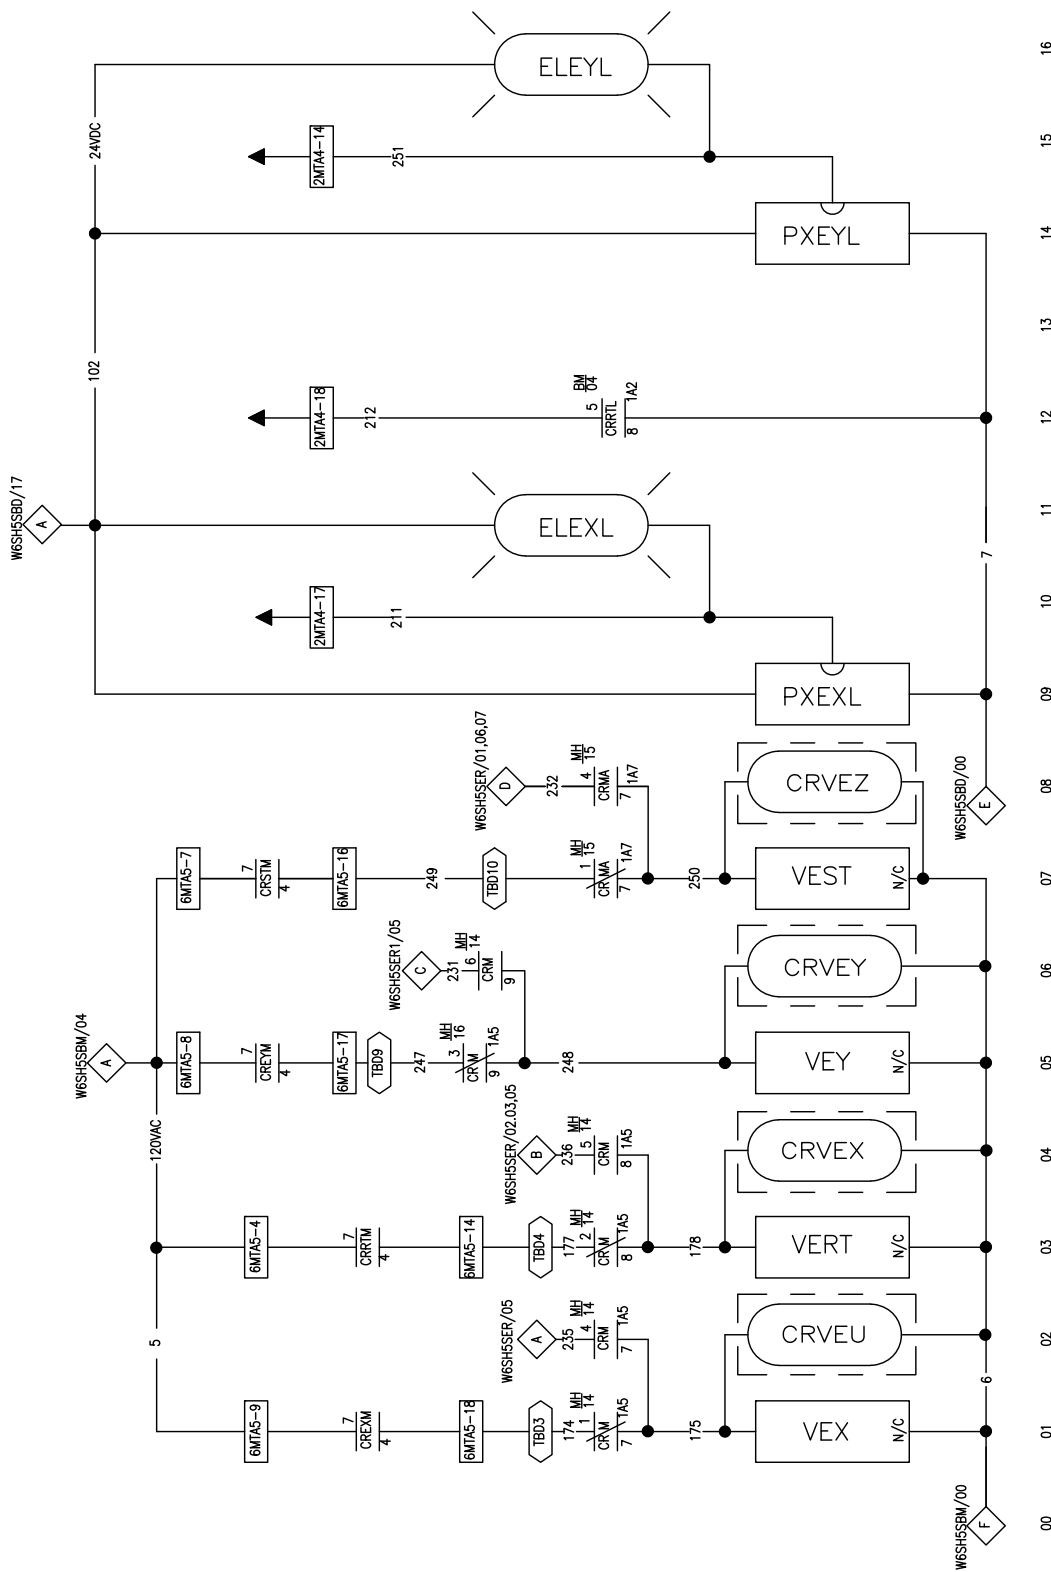 W6SH5SBM/04
A
W6SH5SBD/17
A
5
120VAC
102
24VDC
6MTA5-9
7
CREXM
4
6MTA5-18
TBD3
174
MH
14
1
CRM
7
1A5
175
VEX
N/C
W6SH5SER/05
A
235
MH
14
4
CRM
7
1A5
CRVEU
6MTA5-4
7
CRRTM
4
6MTA5-14
TBD4
177
MH
14
2
CRM
8
1A5
178
VERT
N/C
W6SH5SER/02.03,05
B
236
MH
14
5
CRM
8
1A5
CRVEX
6MTA5-8
7
CREYM
4
6MTA5-17
TBD9
247
MH
16
3
CRM
9
1A5
248
VEY
N/C
W6SH5SER1/05
C
231
MH
14
6
CRM
9
CRVEY
6MTA5-7
7
CRSTM
4
6MTA5-16
249
TBD10
MH
15
1
CRMA
7
1A7
250
VEST
N/C
W6SH5SER/01,06,07
D
232
MH
15
4
CRMA
7
1A7
CRVEZ
PXEXL
2MTA4-17
211
ELEXL
2MTA4-18
212
BM
04
5
CRRTL
8
1A2
PXEYL
2MTA4-14
251
ELEYL
W6SH5SBM/00
F
6
W6SH5SBD/00
E
7
00 01 02 03 04 05 06 07 08 09 10 11 12 13 14 15 16